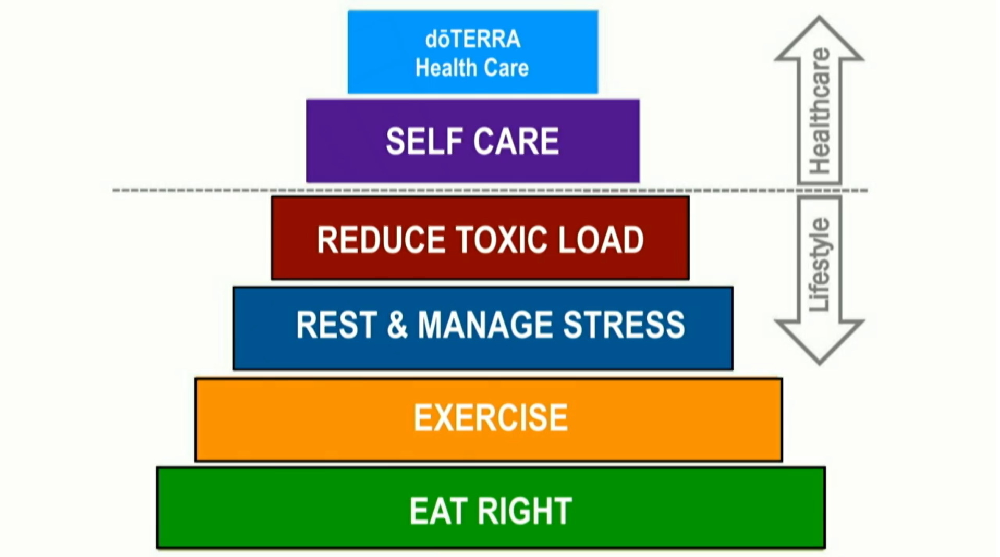 dōTERRA
Health Care
SELF CARE
Healthcare
REDUCE TOXIC LOAD
Lifestyle
REST & MANAGE STRESS
EXERCISE
EAT RIGHT